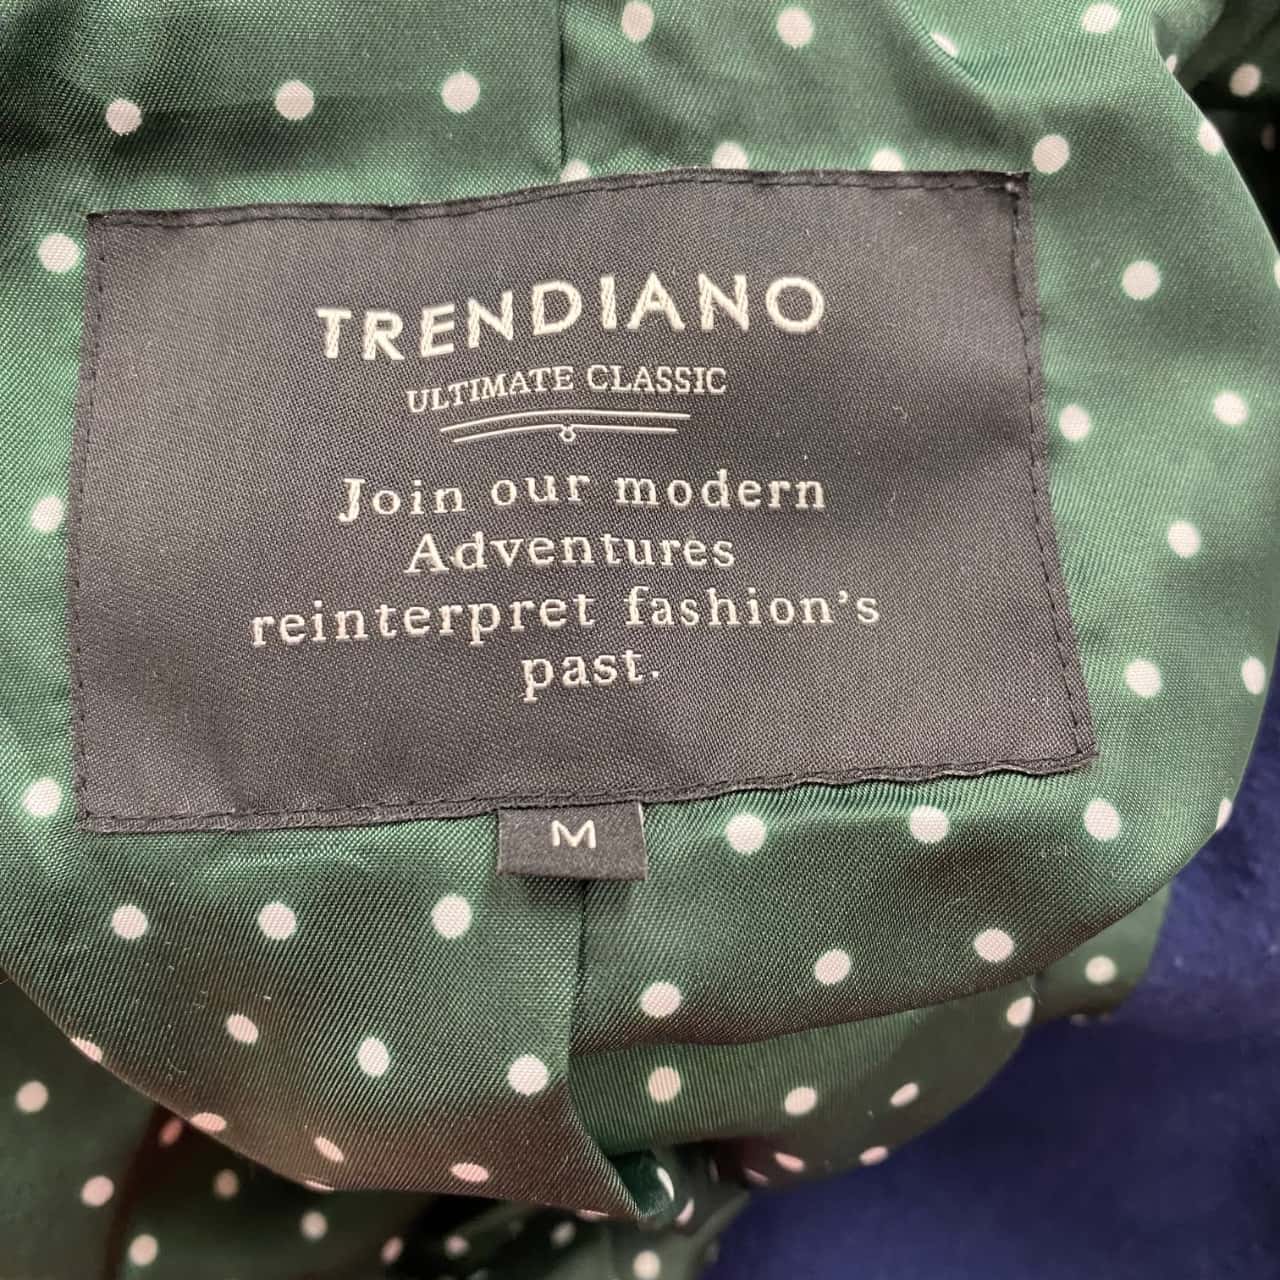 TRENDIANO
ULTIMATE CLASSIC
Join our modern
Adventures
reinterpret fashion's
past.
M